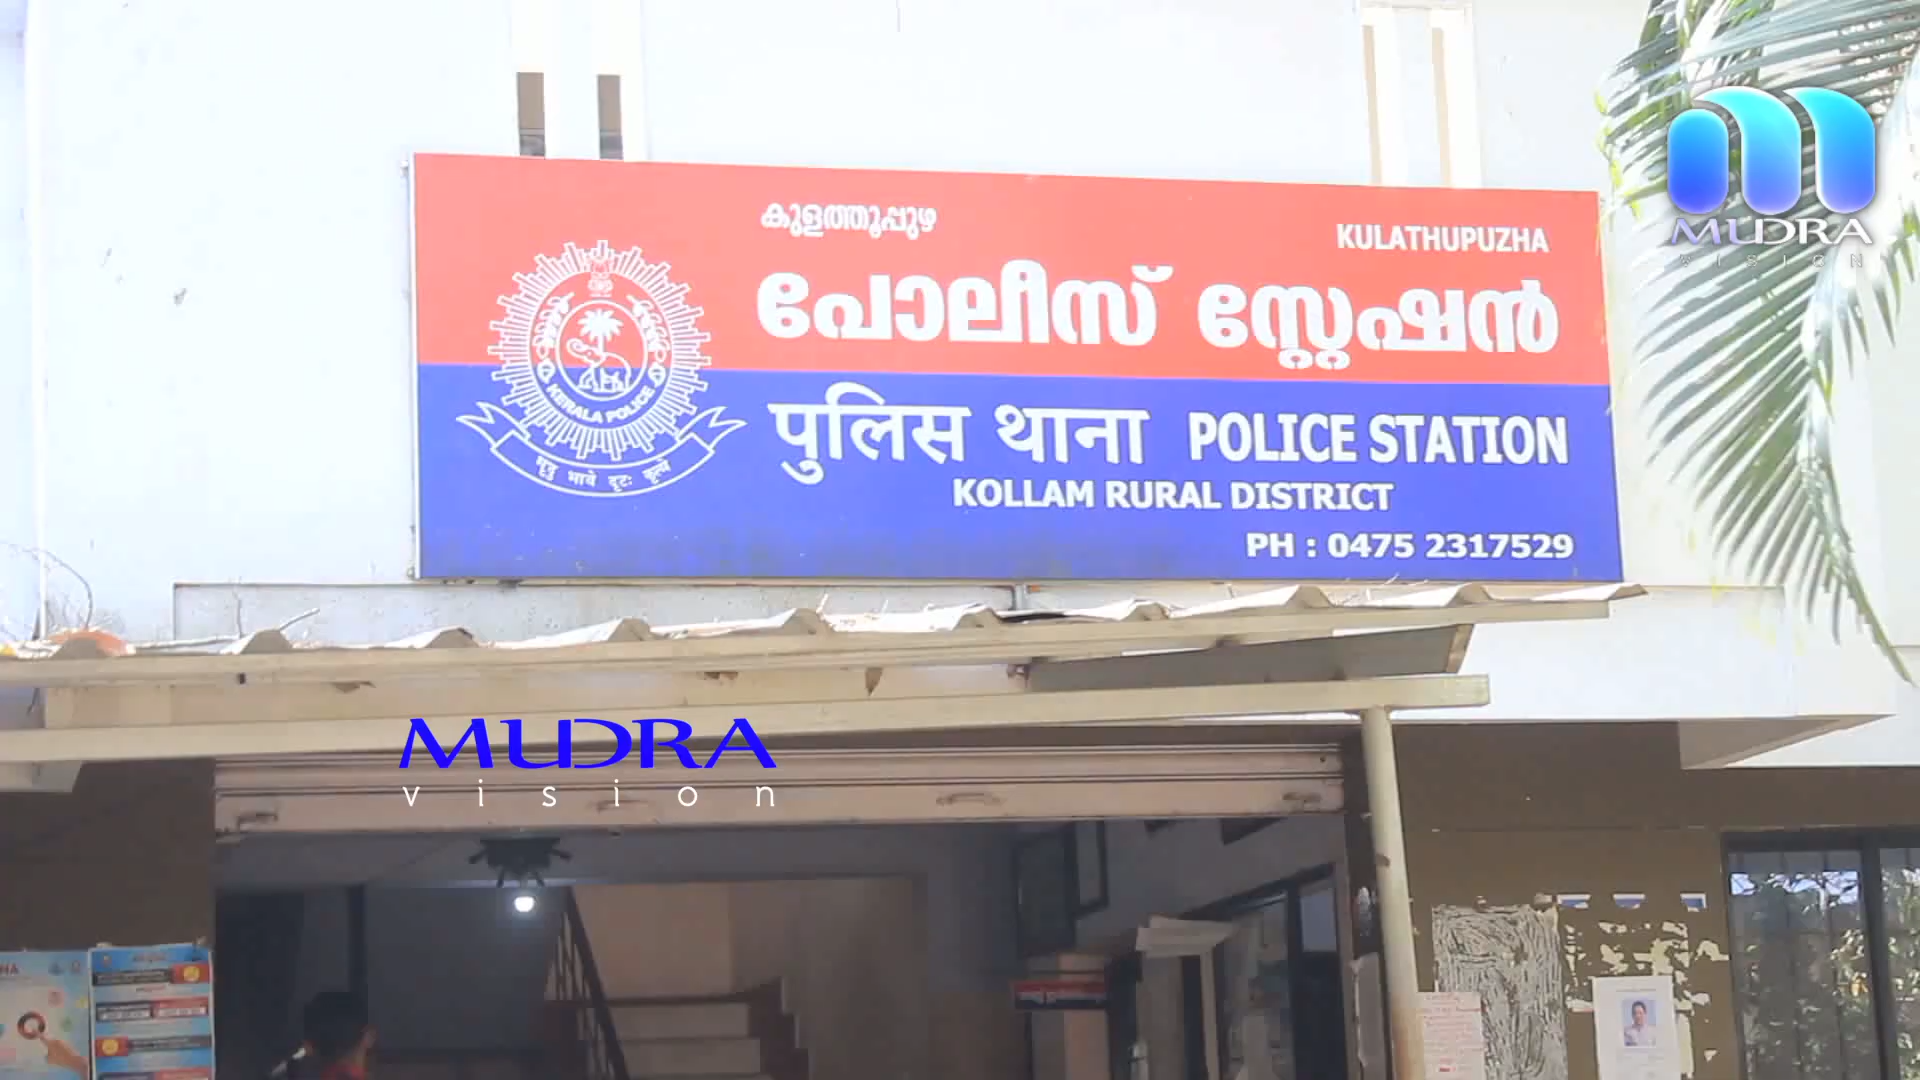 കുളത്തൂപ്പുഴ
KULATHUPUZHA
പോലീസ് സ്റ്റേഷൻ
पुलिस थाना POLICE STATION
KOLLAM RURAL DISTRICT
PH : 0475 2317529
KERALA POLICE
मृदु भावे दृढः कृत्ये
MUDRA
VISION
MUDRA
vision